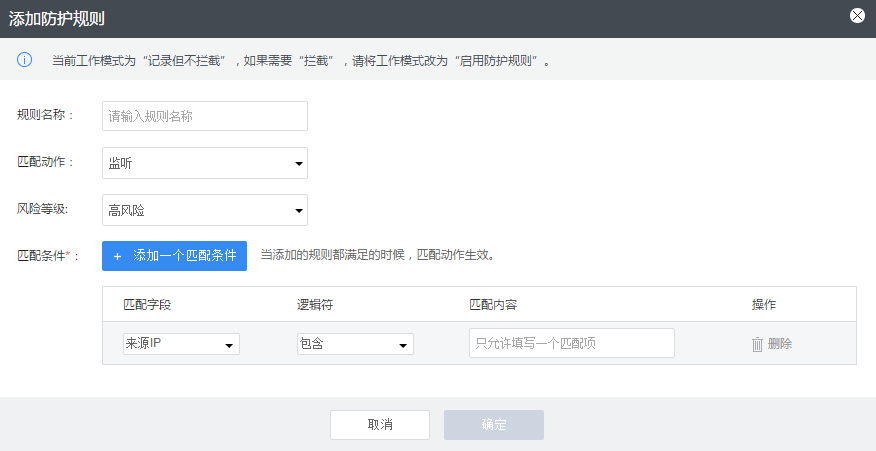 添加防护规则
当前工作模式为“记录但不拦截”，如果需要“拦截”，请将工作模式改为“启用防护规则”。
规则名称： 请输入规则名称
匹配动作： 监听
风险等级: 高风险
匹配条件*： + 添加一个匹配条件 当添加的规则都满足的时候，匹配动作生效。
匹配字段 逻辑符 匹配内容 操作
来源IP 包含 只允许填写一个匹配项 删除
取消 确定